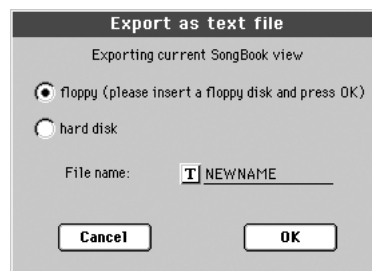 Export as text file
Exporting current SongBook view
floppy (please insert a floppy disk and press OK)
hard disk
File name: T NEWNAME
Cancel OK